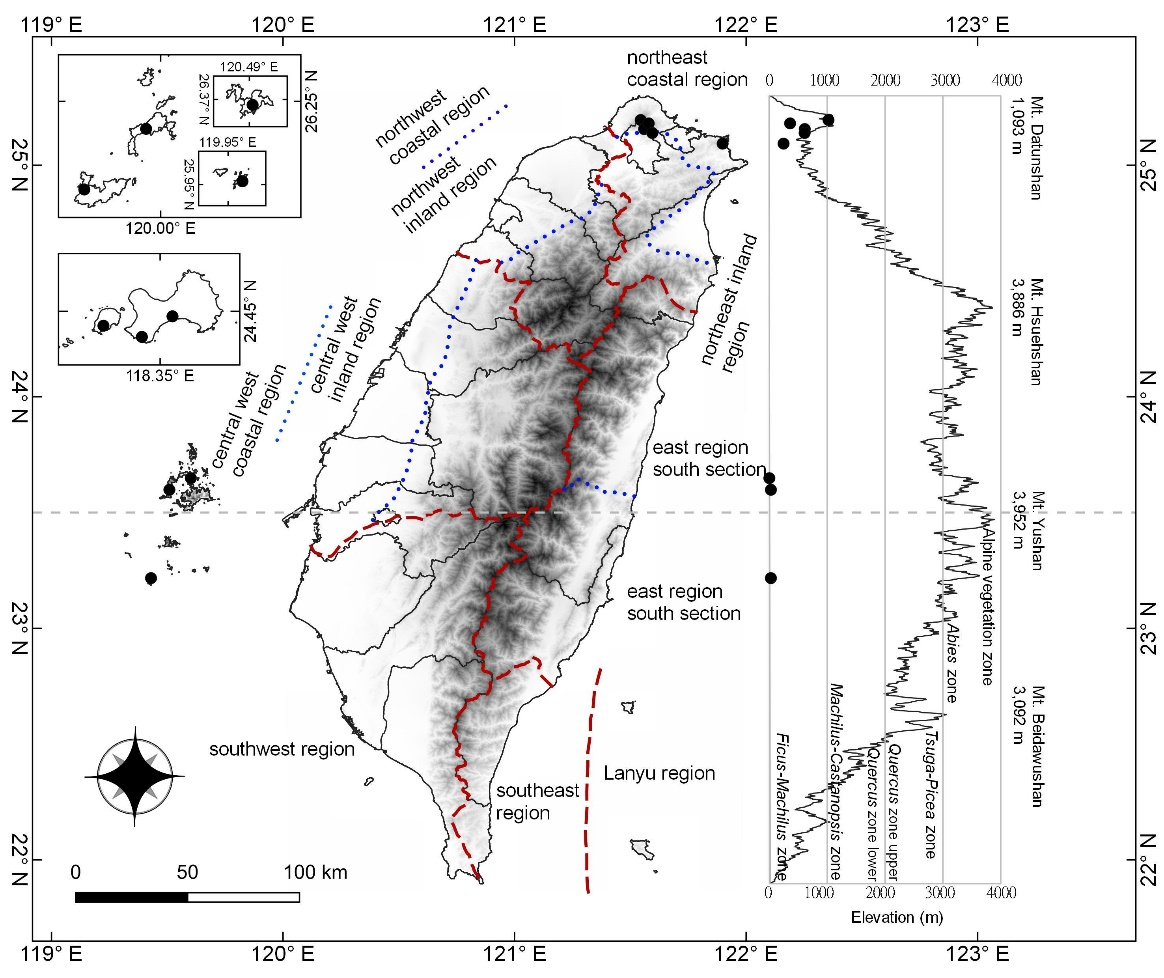 119° E
120° E
121° E
122° E
123° E
120.49° E
26.37° N
26.25° N
119.95° E
25.95° N
120.00° E
24.45° N
118.35° E
northwest
coastal region
northwest
inland region
northeast
coastal region
northeast inland
region
central west
inland region
central west
coastal region
east region
south section
east region
south section
southwest region
southeast
region
Lanyu region
0 50 100 km
25° N
24° N
23° N
22° N
0 1000 2000 3000 4000
Mt. Datunshan
1,093 m
Mt. Hsuehshan
3,886 m
Mt. Yushan
3,952 m
Mt. Beidawushan
3,092 m
Alpine vegetation zone
Abies zone
Tsuga-Picea zone
Quercus zone upper
Quercus zone lower
Machilus-Castanopsis zone
Ficus-Machilus zone
0 1000 2000 3000 4000
Elevation (m)
25° N
24° N
23° N
22° N
119° E
120° E
121° E
122° E
123° E